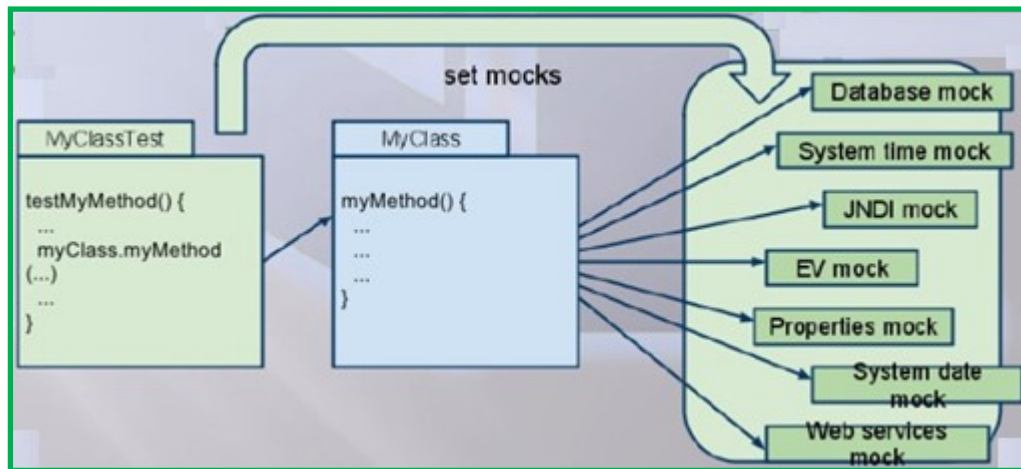 set mocks
MyClassTest
testMyMethod() {
...
myClass.myMethod
(...)
...
}
MyClass
myMethod() {
...
...
...
}
Database mock
System time mock
JNDI mock
EV mock
Properties mock
System date
mock
Web services
mock